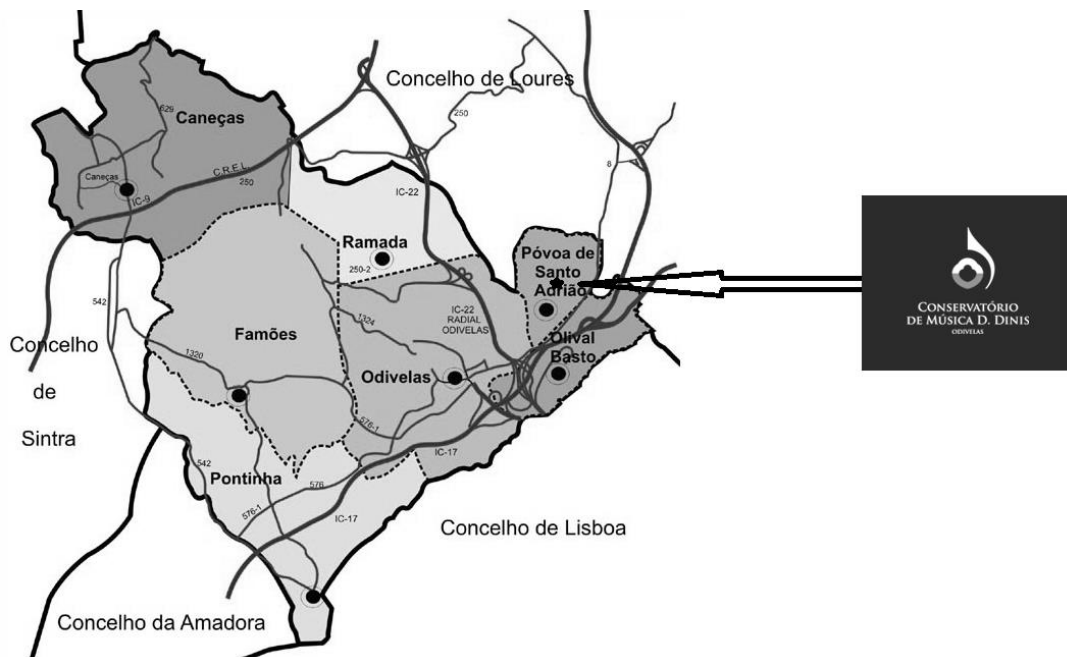 Concelho de Loures
Caneças
629
250
Caneças
C.R.E.L.
250
IC-9
IC-22
8
Ramada
250-2
Póvoa de
Santo
Adrião
542
IC-22
RADIAL
ODIVELAS
1324
Famões
Olival
Basto
Concelho
de
Sintra
1320
Odivelas
576-1
542
Pontinha
576
IC-17
576-1
IC-17
Concelho de Lisboa
Concelho da Amadora
CONSERVATÓRIO
DE MÚSICA D. DINIS
ODIVELAS